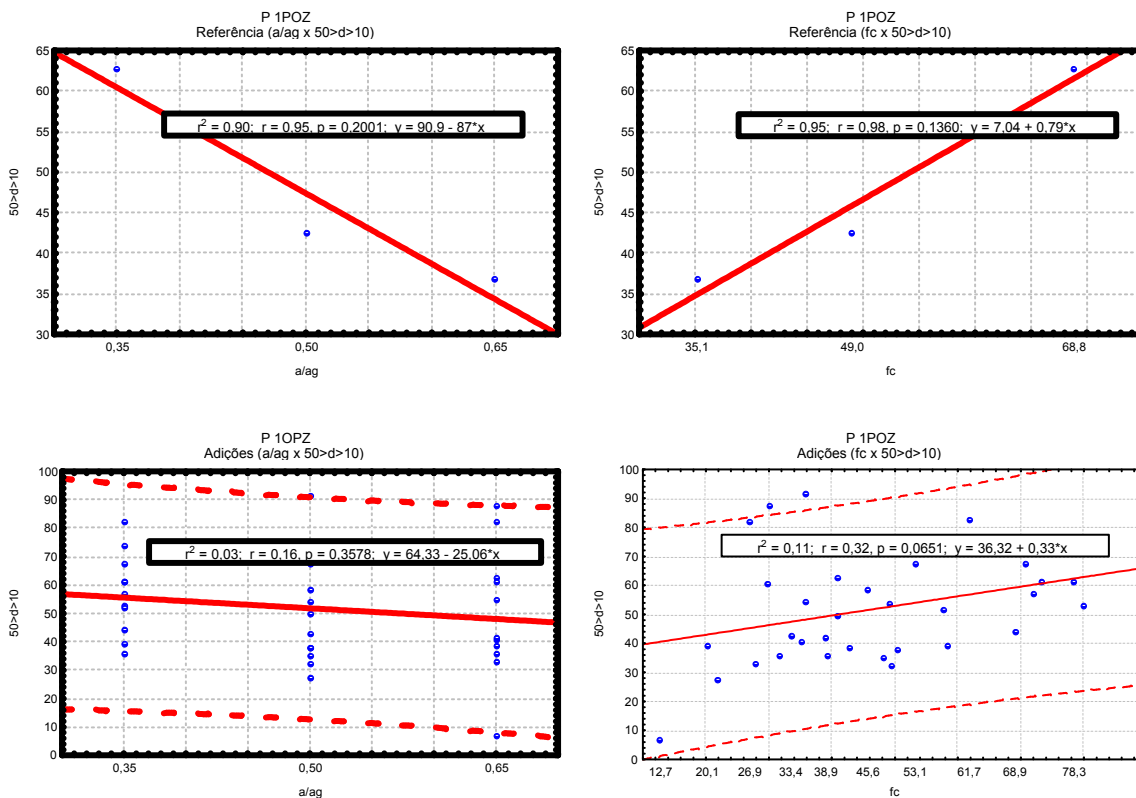 P 1POZ
Referência (a/ag x 50>d>10)
r² = 0,90; r = 0,95, p = 0,2001; y = 90,9 - 87*x
50>d>10
65
60
55
50
45
40
35
30
0,35
0,50
0,65
a/ag
P 1POZ
Referência (fc x 50>d>10)
r² = 0,95; r = 0,98, p = 0,1360; y = 7,04 + 0,79*x
50>d>10
65
60
55
50
45
40
35
30
35,1
49,0
68,8
fc
P 1OPZ
Adições (a/ag x 50>d>10)
r² = 0,03; r = 0,16, p = 0,3578; y = 64,33 - 25,06*x
50>d>10
100
90
80
70
60
50
40
30
20
10
0
0,35
0,50
0,65
a/ag
P 1POZ
Adições (fc x 50>d>10)
r² = 0,11; r = 0,32, p = 0,0651; y = 36,32 + 0,33*x
50>d>10
100
90
80
70
60
50
40
30
20
10
0
12,7
20,1
26,9
33,4
38,9
45,6
53,1
61,7
68,9
78,3
fc